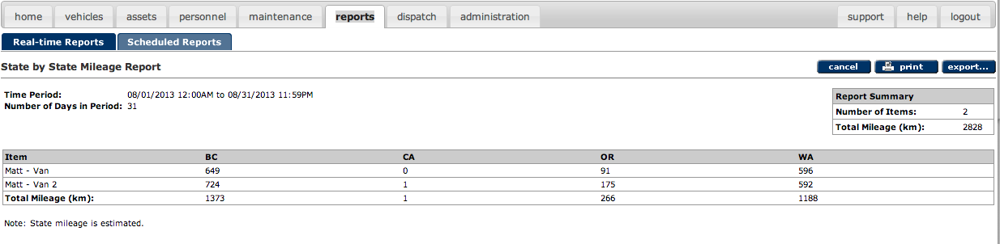 home vehicles assets personnel maintenance reports dispatch administration support help logout
Real-time Reports Scheduled Reports
State by State Mileage Report cancel print export...
Time Period: 08/01/2013 12:00AM to 08/31/2013 11:59PM
Number of Days in Period: 31
Report Summary
Number of Items: 2
Total Mileage (km): 2828
Item BC CA OR WA
Matt - Van 649 0 91 596
Matt - Van 2 724 1 175 592
Total Mileage (km): 1373 1 266 1188
Note: State mileage is estimated.